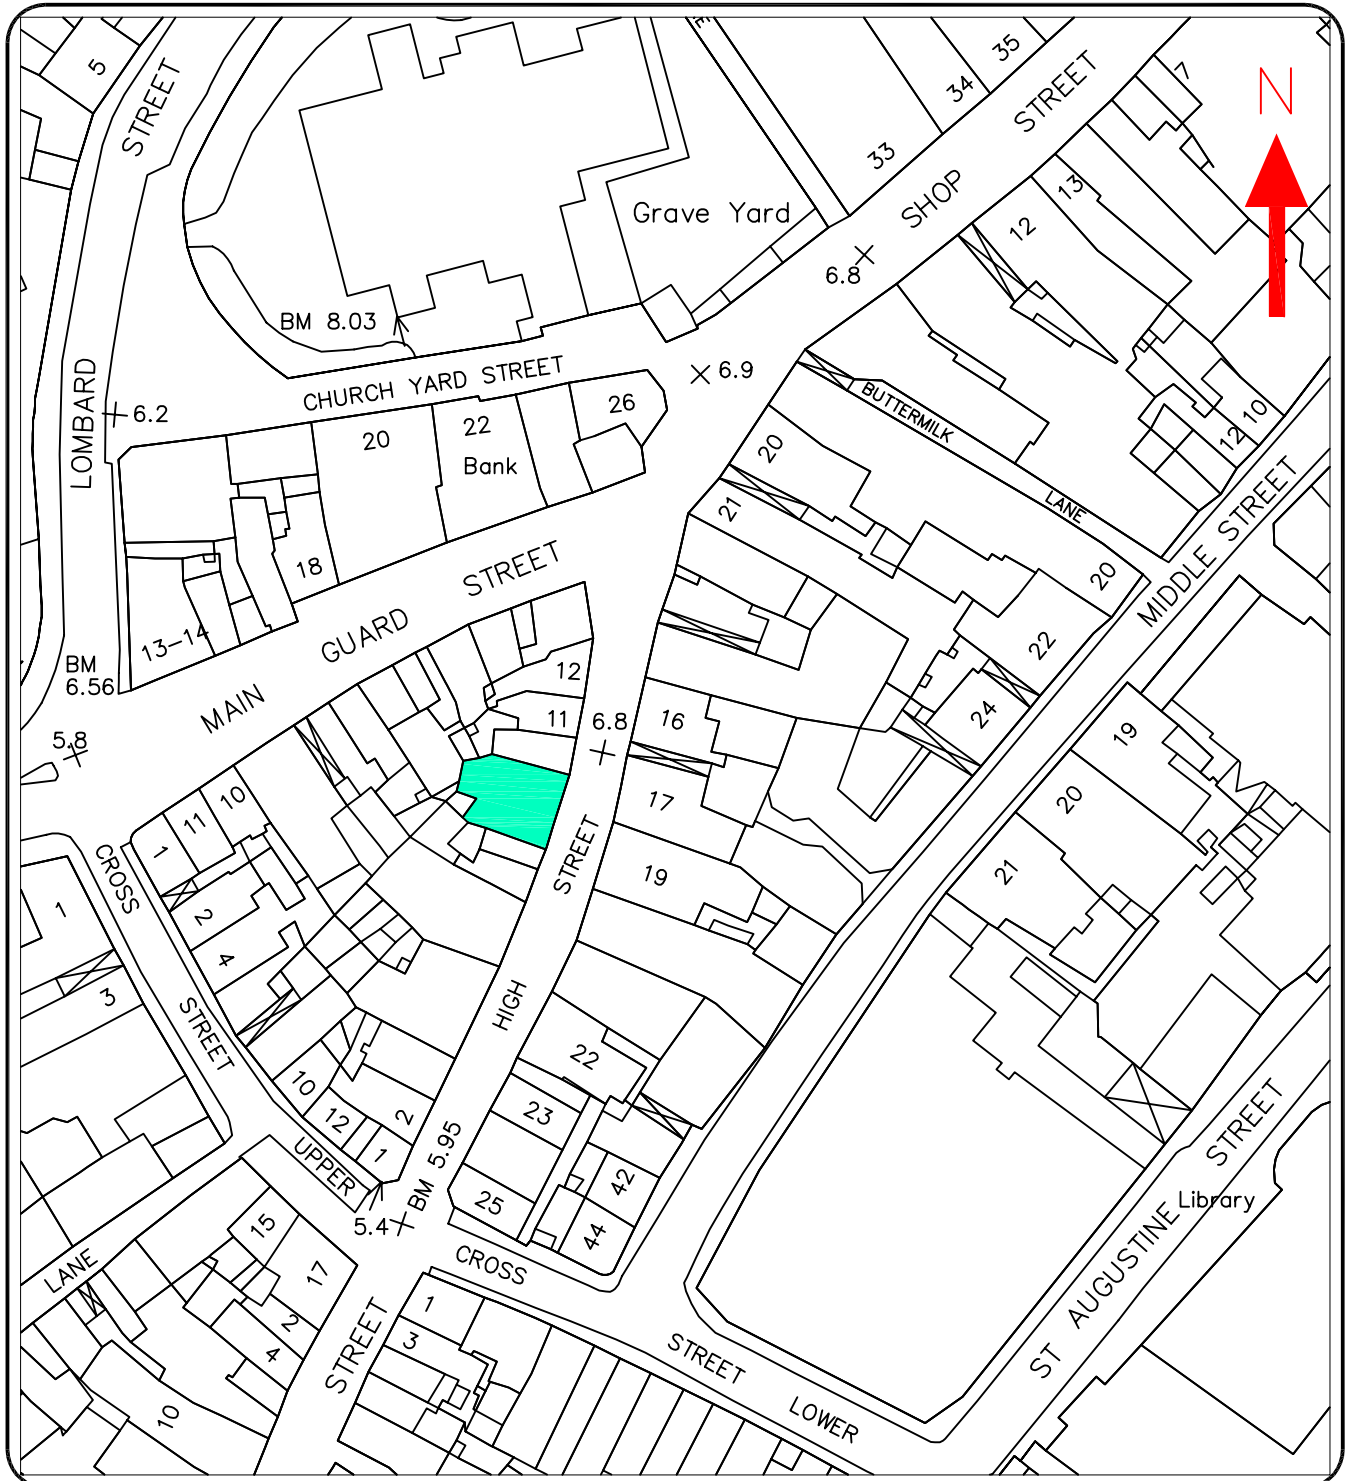 5
STREET
35
34
33
STREET
SHOP
7
N
13
12
Grave Yard
6.8
BM 8.03
CHURCH YARD STREET
6.9
LOMBARD
6.2
20
22
Bank
26
BUTTERMILK
LANE
10
12
20
21
MIDDLE STREET
20
22
24
18
13-14
STREET
GUARD
MAIN
BM
6.56
5.8
12
11
6.8
16
17
19
19
20
21
10
11
1
2
4
CROSS
STREET
1
3
STREET
HIGH
22
23
25
42
44
10
12
1
2
UPPER
5.4
BM 5.95
CROSS
STREET
LOWER
STREET
ST AUGUSTINE
Library
LANE
15
17
2
4
10
STREET
1
3